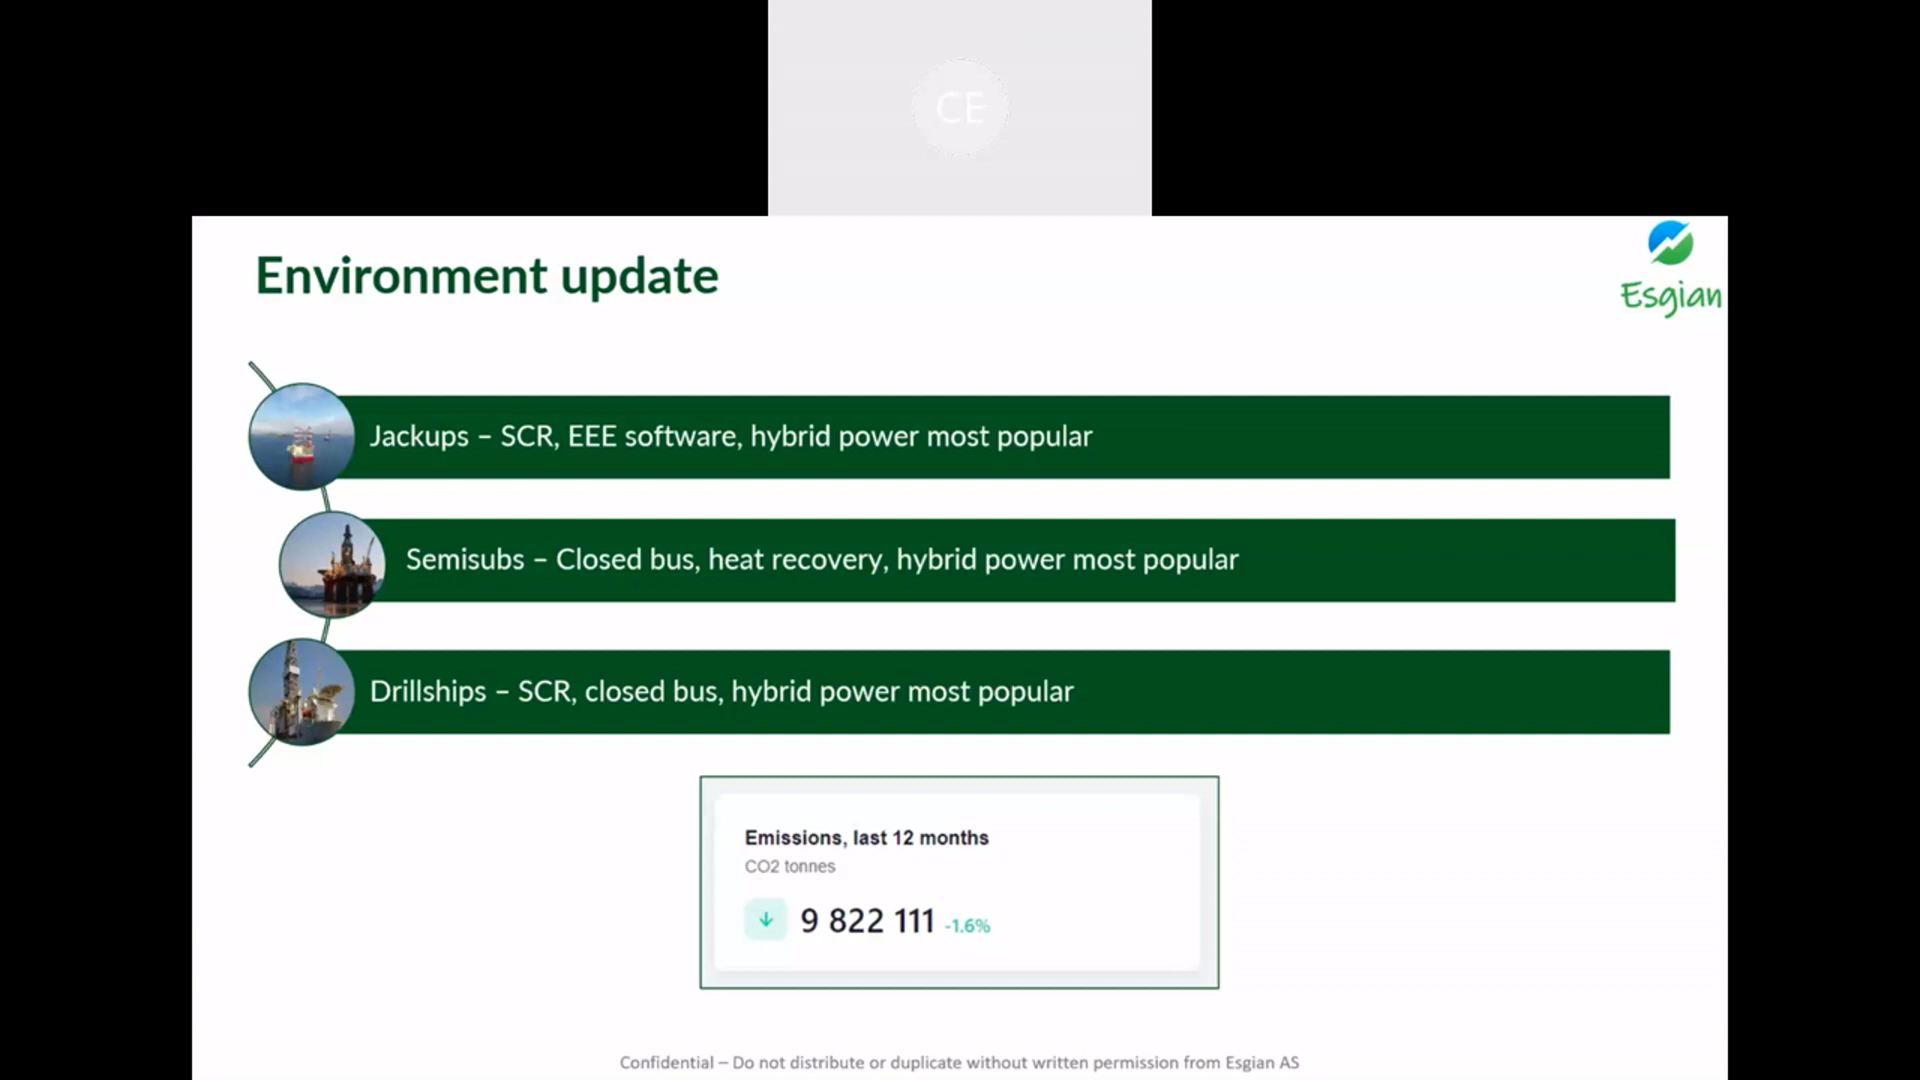 CE
Environment update
Esgian
Jackups – SCR, EEE software, hybrid power most popular
Semisubs – Closed bus, heat recovery, hybrid power most popular
Drillships – SCR, closed bus, hybrid power most popular
Emissions, last 12 months
CO2 tonnes
9 822 111 -1.6%
Confidential – Do not distribute or duplicate without written permission from Esgian AS